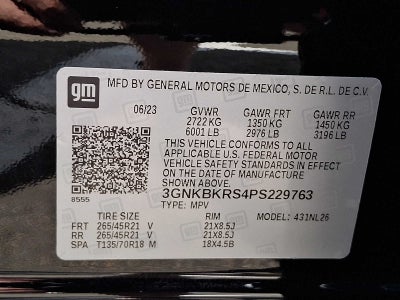 gm
MFD BY GENERAL MOTORS DE MEXICO, S. DE R.L. DE C.V.
06/23 GVWR GAWR FRT GAWR RR
2722 KG 1350 KG 1450 KG
6001 LB 2976 LB 3196 LB
THIS VEHICLE CONFORMS TO ALL
APPLICABLE U.S. FEDERAL MOTOR
VEHICLE SAFETY STANDARDS IN
EFFECT ON THE DATE OF
MANUFACTURE SHOWN ABOVE.
8555 3GNKBKRS4PS229763
TYPE: MPV MODEL: 431NL26
TIRE SIZE RIM
FRT 265/45R21 V 21X8.5J
RR 265/45R21 V 21X8.5J
SPA T135/70R18 M 18X4.5B